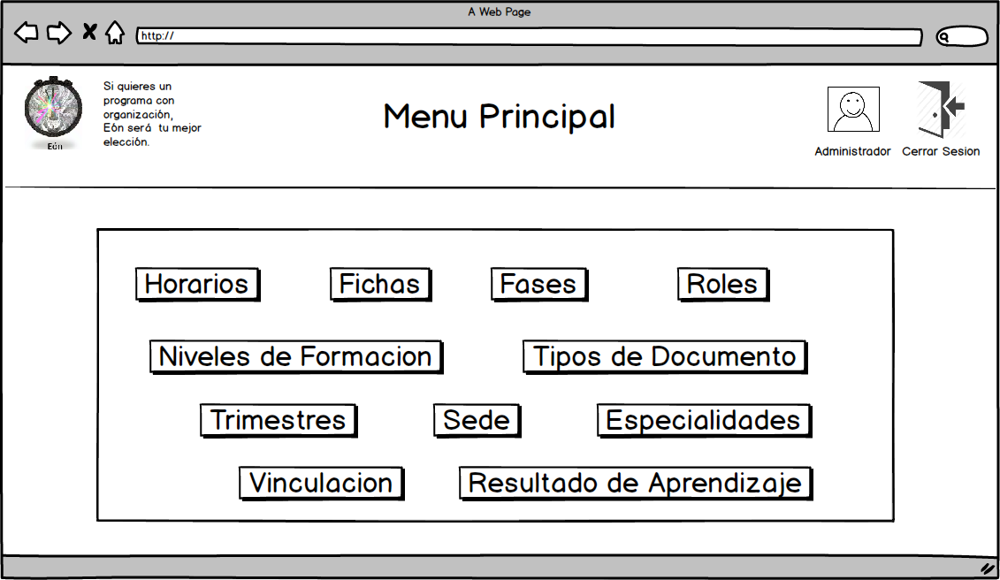 A Web Page
http://
Si quieres un
programa con
organización,
Eón será tu mejor
elección.
Eón
Menu Principal
Administrador
Cerrar Sesion
Horarios
Fichas
Fases
Roles
Niveles de Formacion
Tipos de Documento
Trimestres
Sede
Especialidades
Vinculacion
Resultado de Aprendizaje